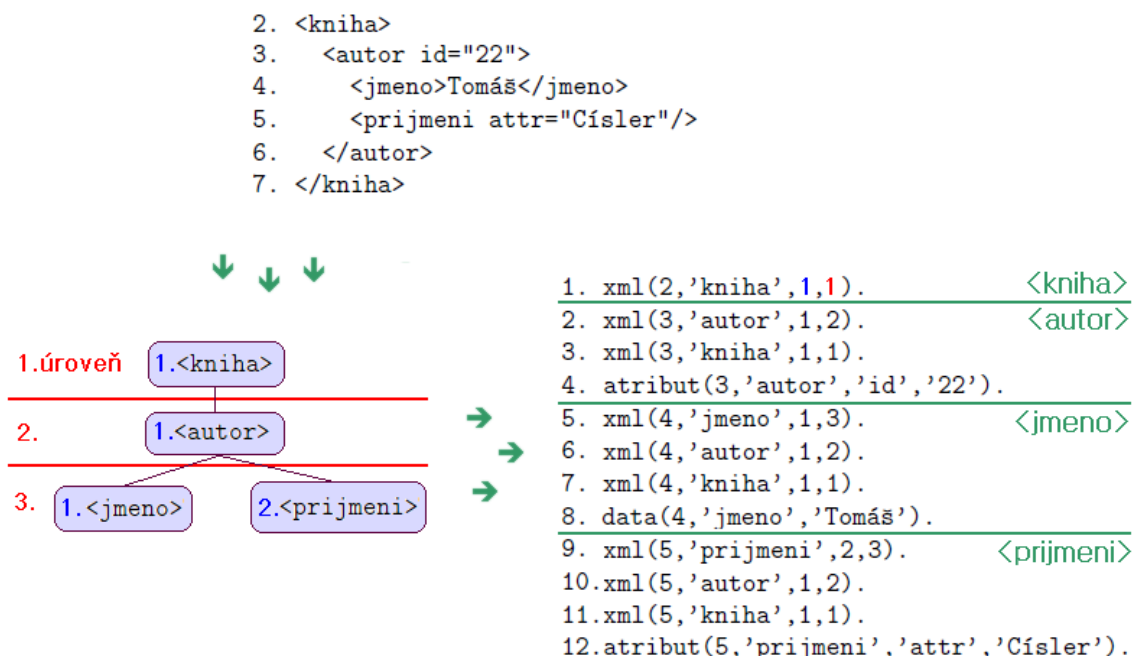 2. <kniha>
3.   <autor id="22">
4.     <jmeno>Tomáš</jmeno>
5.     <prijmeni attr="Císler"/>
6.   </autor>
7. </kniha>
1.úroveň 1.<kniha>
2. 1.<autor>
3. 1.<jmeno> 2.<prijmeni>
1. xml(2,’kniha’,1,1). <kniha>
2. xml(3,’autor’,1,2). <autor>
3. xml(3,’kniha’,1,1).
4. atribut(3,’autor’,’id’,’22’).
5. xml(4,’jmeno’,1,3). <jmeno>
6. xml(4,’autor’,1,2).
7. xml(4,’kniha’,1,1).
8. data(4,’jmeno’,’Tomáš’).
9. xml(5,’prijmeni’,2,3). <prijmeni>
10.xml(5,’autor’,1,2).
11.xml(5,’kniha’,1,1).
12.atribut(5,’prijmeni’,’attr’,’Císler’).